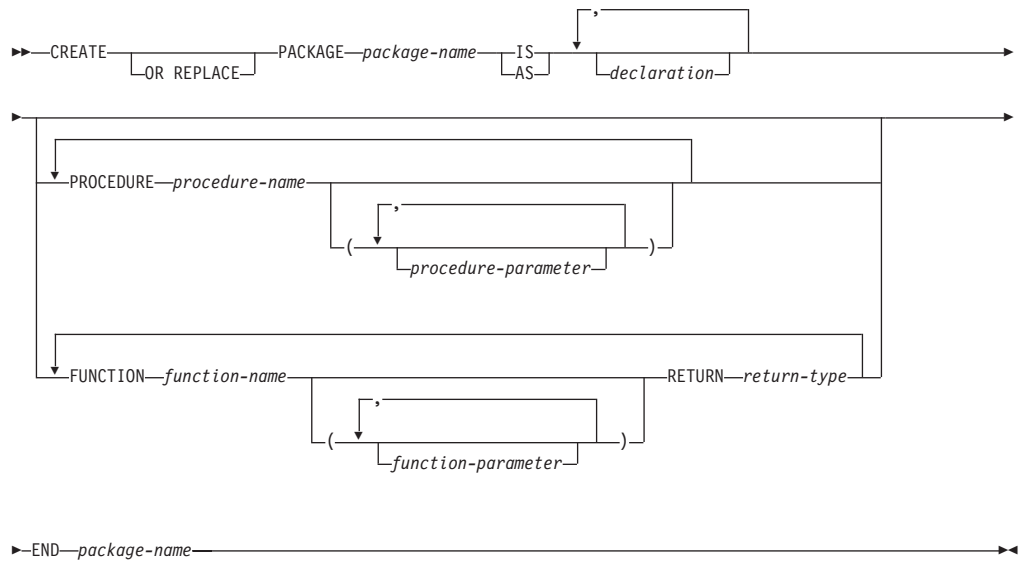 ,
CREATE OR REPLACE PACKAGE package-name IS
AS declaration
PROCEDURE procedure-name
,
( )
procedure-parameter
FUNCTION function-name RETURN return-type
,
( )
function-parameter
END package-name